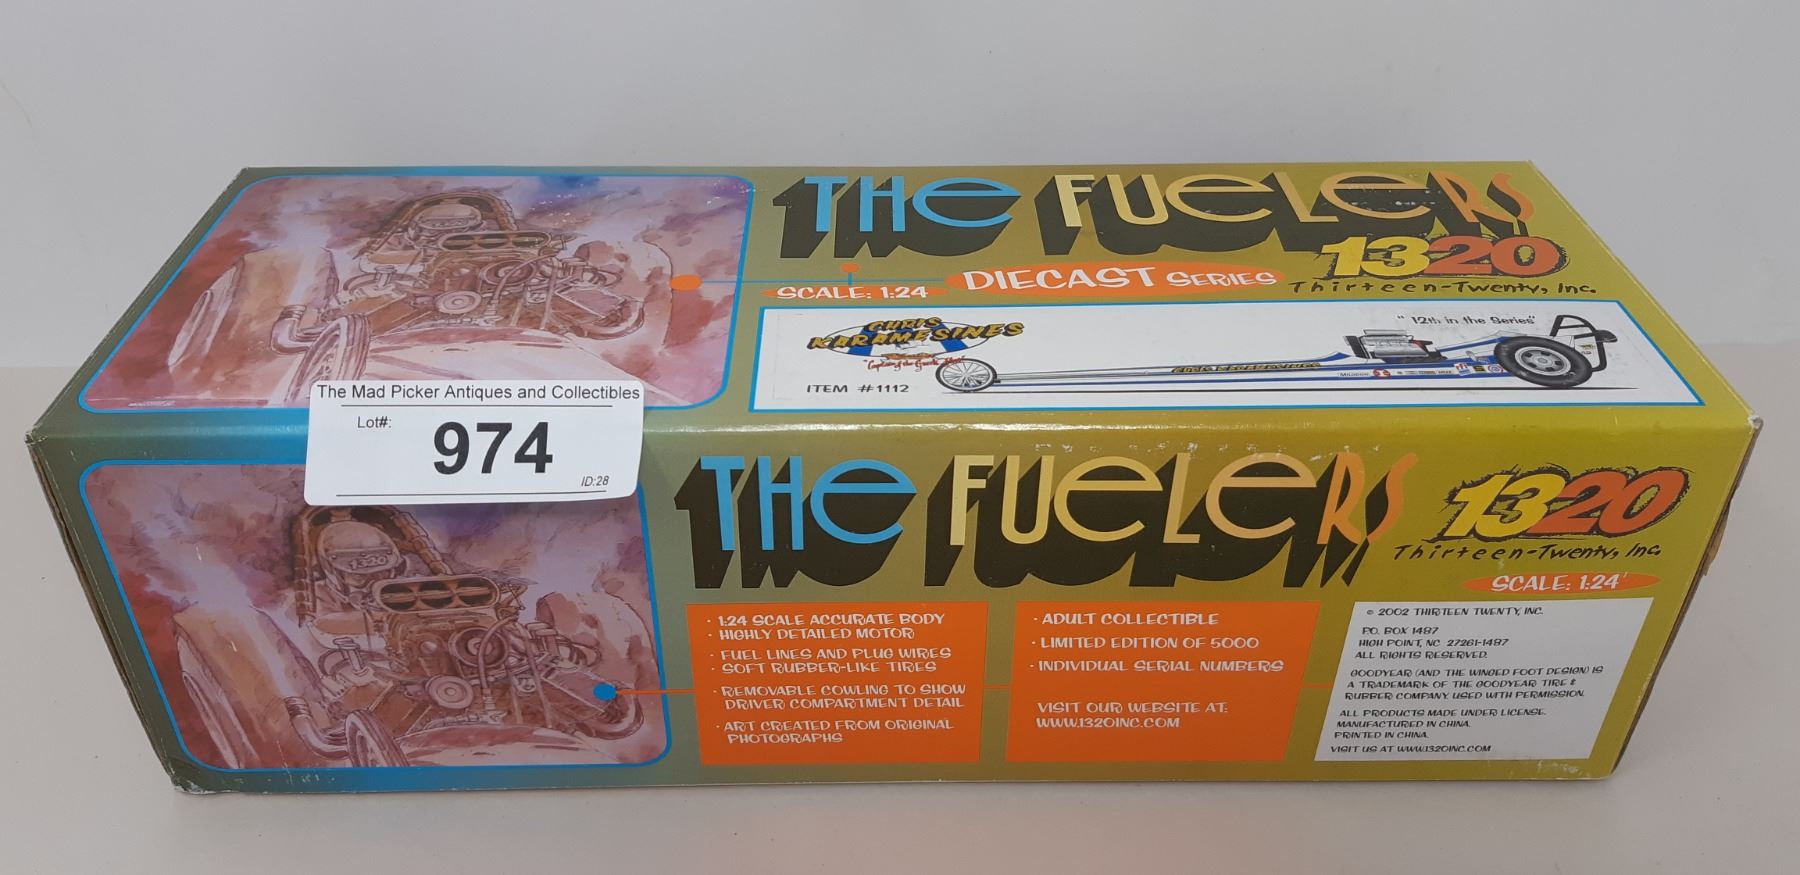 THE FUELERS
1320
Thirteen-Twenty, Inc.
SCALE: 1:24
DIECAST SERIES
CHRIS
KARAMESINES
"12th in the Series"
ITEM #1112
CHRIS KARAMESINES
The Mad Picker Antiques and Collectibles
Lot#:
974
ID:28
1320
THE FUELERS
1320
Thirteen-Twenty, Inc.
SCALE: 1:24
· 1:24 SCALE ACCURATE BODY
· HIGHLY DETAILED MOTOR
· FUEL LINES AND PLUG WIRES
· SOFT RUBBER-LIKE TIRES
· REMOVABLE COWLING TO SHOW
DRIVER COMPARTMENT DETAIL
· ART CREATED FROM ORIGINAL
PHOTOGRAPHS
· ADULT COLLECTIBLE
· LIMITED EDITION OF 5000
· INDIVIDUAL SERIAL NUMBERS
VISIT OUR WEBSITE AT:
WWW.1320INC.COM
© 2002 THIRTEEN TWENTY, INC.
P.O. BOX 1487
HIGH POINT, NC 27261-1487
ALL RIGHTS RESERVED.
GOODYEAR (AND THE WINGED FOOT DESIGN) IS
A TRADEMARK OF THE GOODYEAR TIRE &
RUBBER COMPANY. USED WITH PERMISSION.
ALL PRODUCTS MADE UNDER LICENSE.
MANUFACTURED IN CHINA.
PRINTED IN CHINA.
VISIT US AT WWW.1320INC.COM